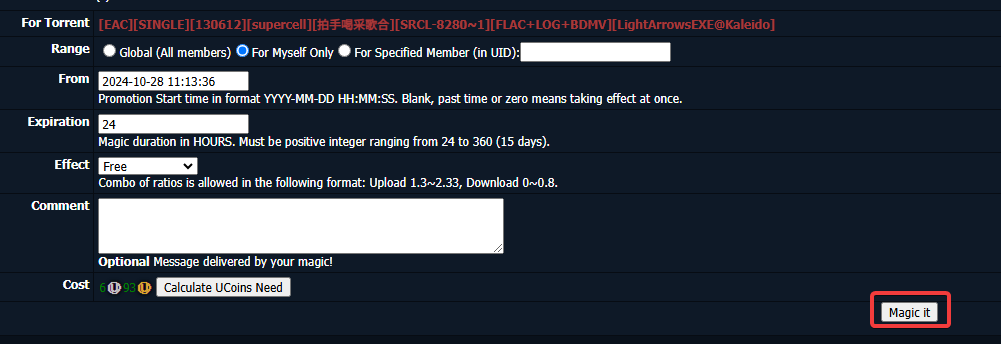 For Torrent [EAC][SINGLE][130612][supercell][拍手喝采歌合][SRCL-8280~1][FLAC+LOG+BDMV][LightArrowsEXE@Kaleido]
Range Global (All members) For Myself Only For Specified Member (in UID):
From 2024-10-28 11:13:36
Promotion Start time in format YYYY-MM-DD HH:MM:SS. Blank, past time or zero means taking effect at once.
Expiration 24
Magic duration in HOURS. Must be positive integer ranging from 24 to 360 (15 days).
Effect Free
Combo of ratios is allowed in the following format: Upload 1.3~2.33, Download 0~0.8.
Comment
Optional Message delivered by your magic!
Cost 6 U 93 U Calculate UCoins Need
Magic it